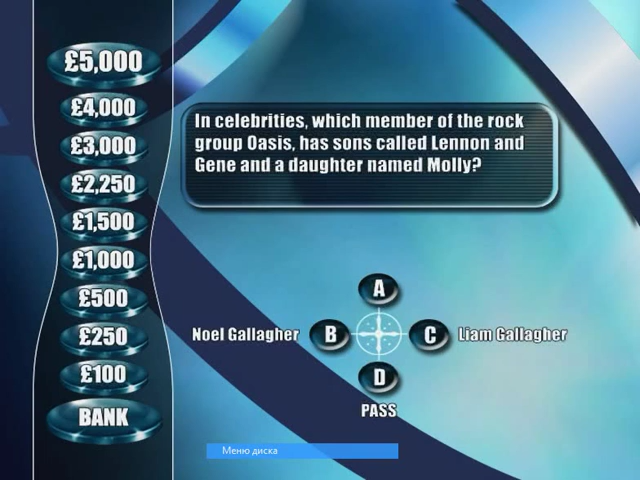 £5,000
£4,000
£3,000
£2,250
£1,500
£1,000
£500
£250
£100
BANK
In celebrities, which member of the rock
group Oasis, has sons called Lennon and
Gene and a daughter named Molly?
A
Noel Gallagher B C Liam Gallagher
D
PASS
Меню диска